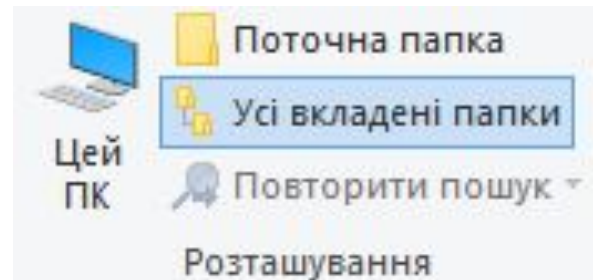 Поточна папка
Усі вкладені папки
Цей
ПК
Повторити пошук
Розташування